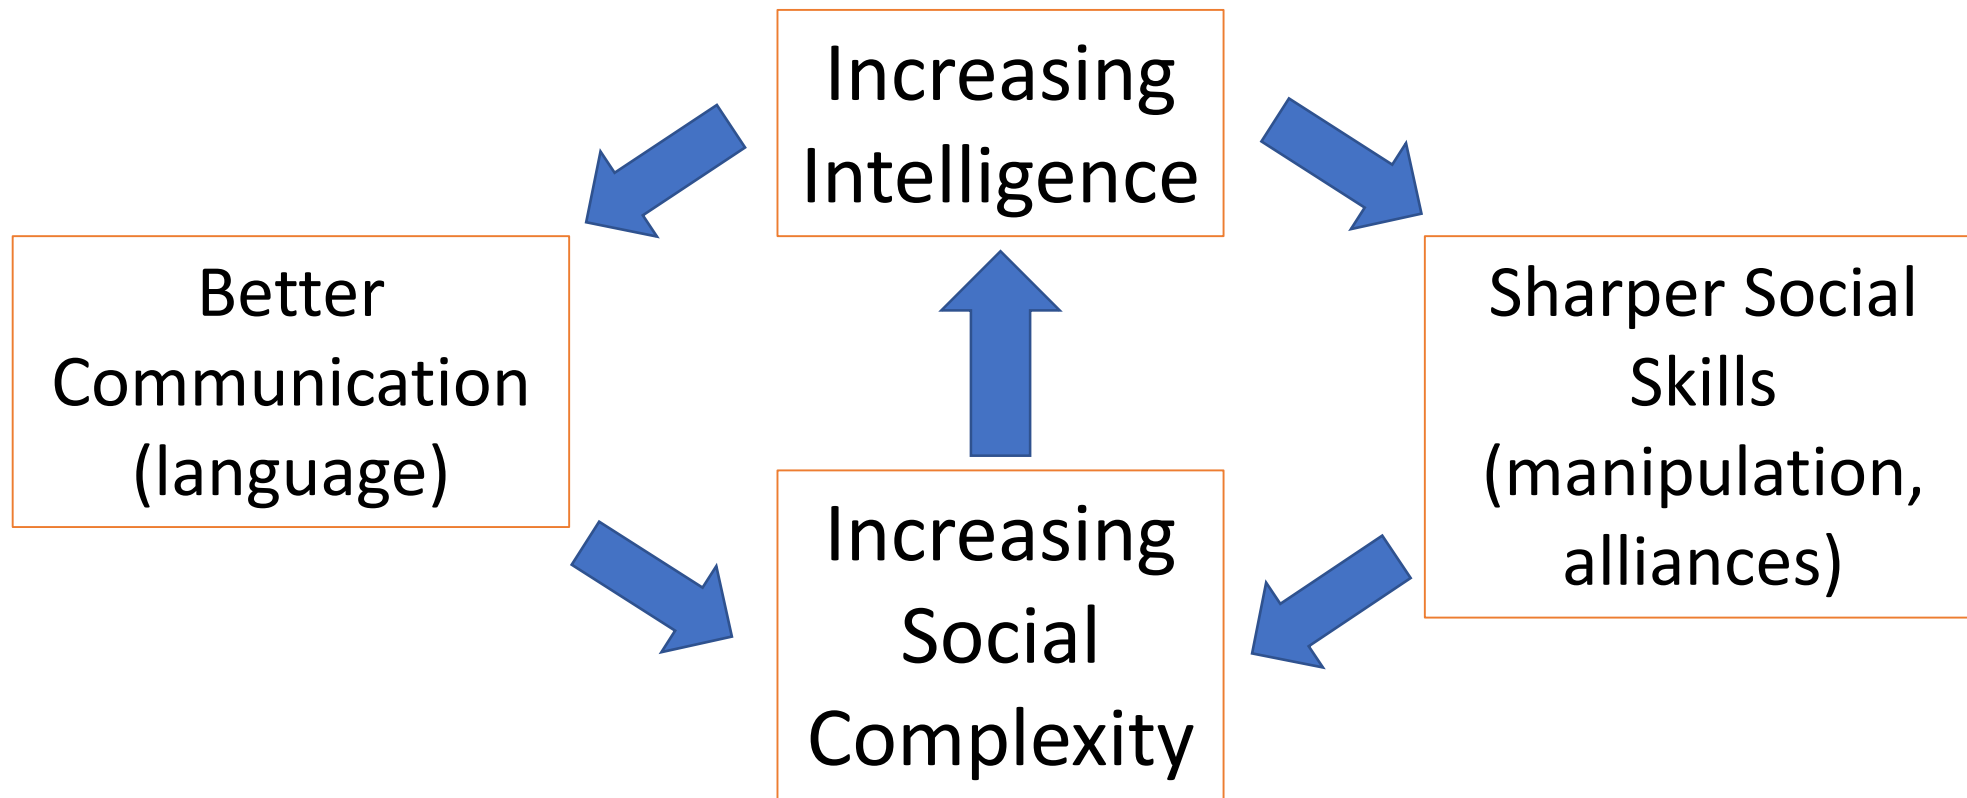 Increasing
Intelligence
Better
Communication
(language)
Sharper Social
Skills
(manipulation,
alliances)
Increasing
Social
Complexity